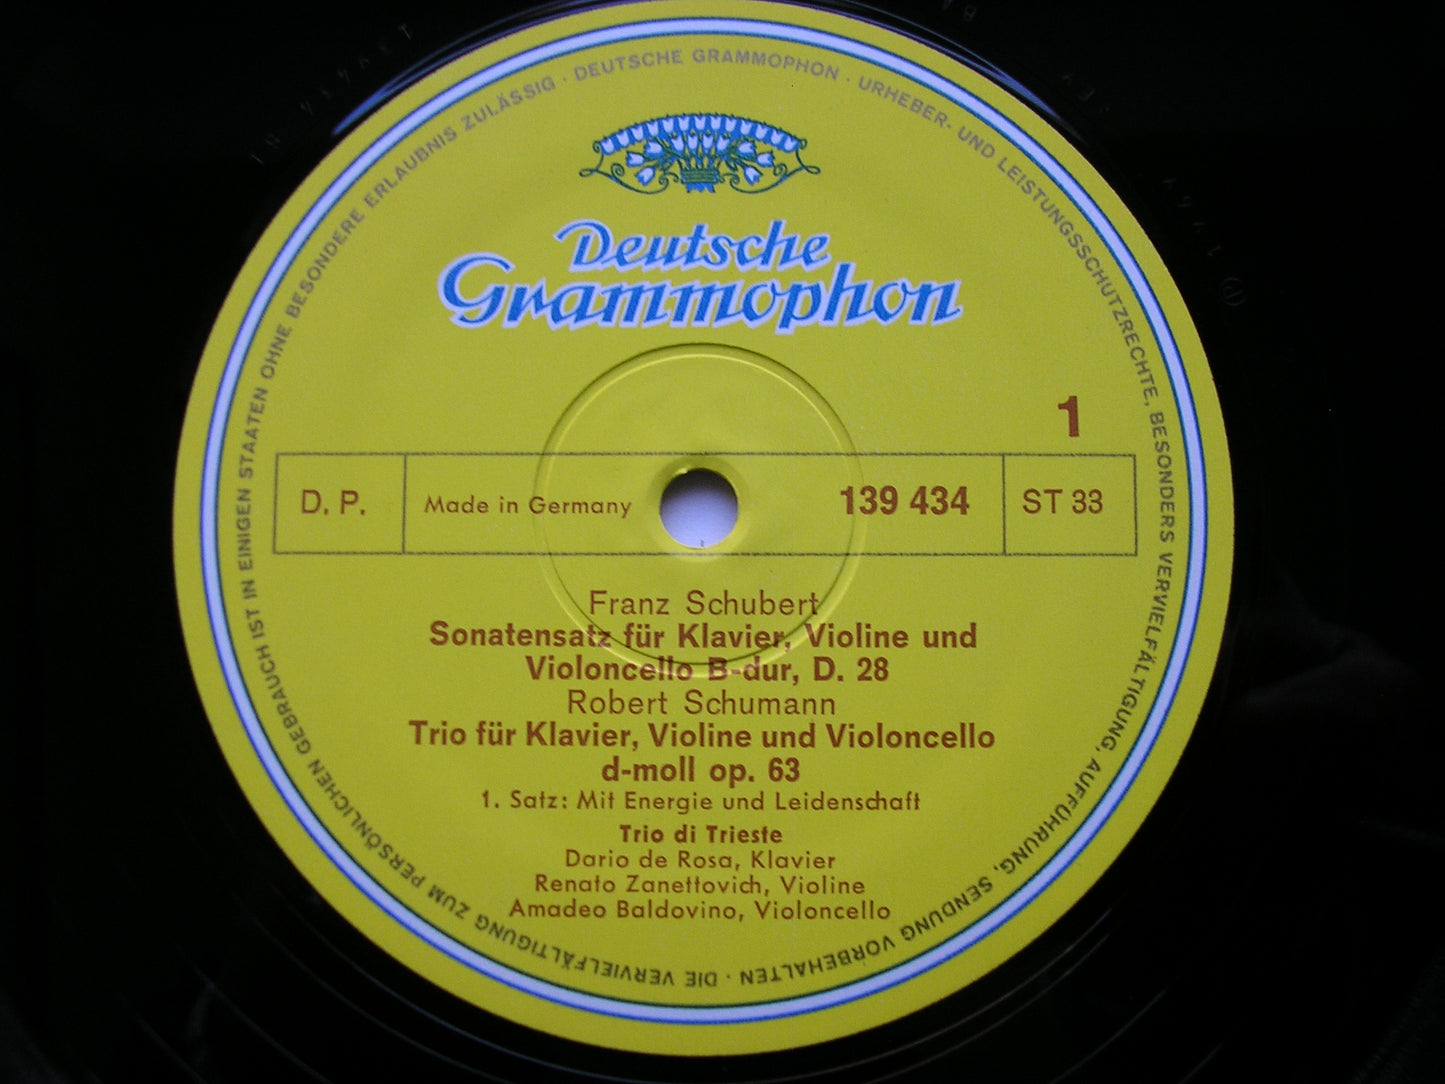 DEUTSCHE GRAMMOPHON · URHEBER- UND LEISTUNGSSCHUTZRECHTE, BESONDERS VERVIELFÄLTIGUNG, AUFFÜHRUNG, SENDUNG VORBEHALTEN · DIE VERVIELFÄLTIGUNG ZUM PERSÖNLICHEN GEBRAUCH IST IN EINIGEN STAATEN OHNE BESONDERE ERLAUBNIS ZULÄSSIG ·
Deutsche
Grammophon
1
D. P. Made in Germany 139 434 ST 33
Franz Schubert
Sonatensatz für Klavier, Violine und
Violoncello B-dur, D. 28
Robert Schumann
Trio für Klavier, Violine und Violoncello
d-moll op. 63
1. Satz: Mit Energie und Leidenschaft
Trio di Trieste
Dario de Rosa, Klavier
Renato Zanettovich, Violine
Amadeo Baldovino, Violoncello